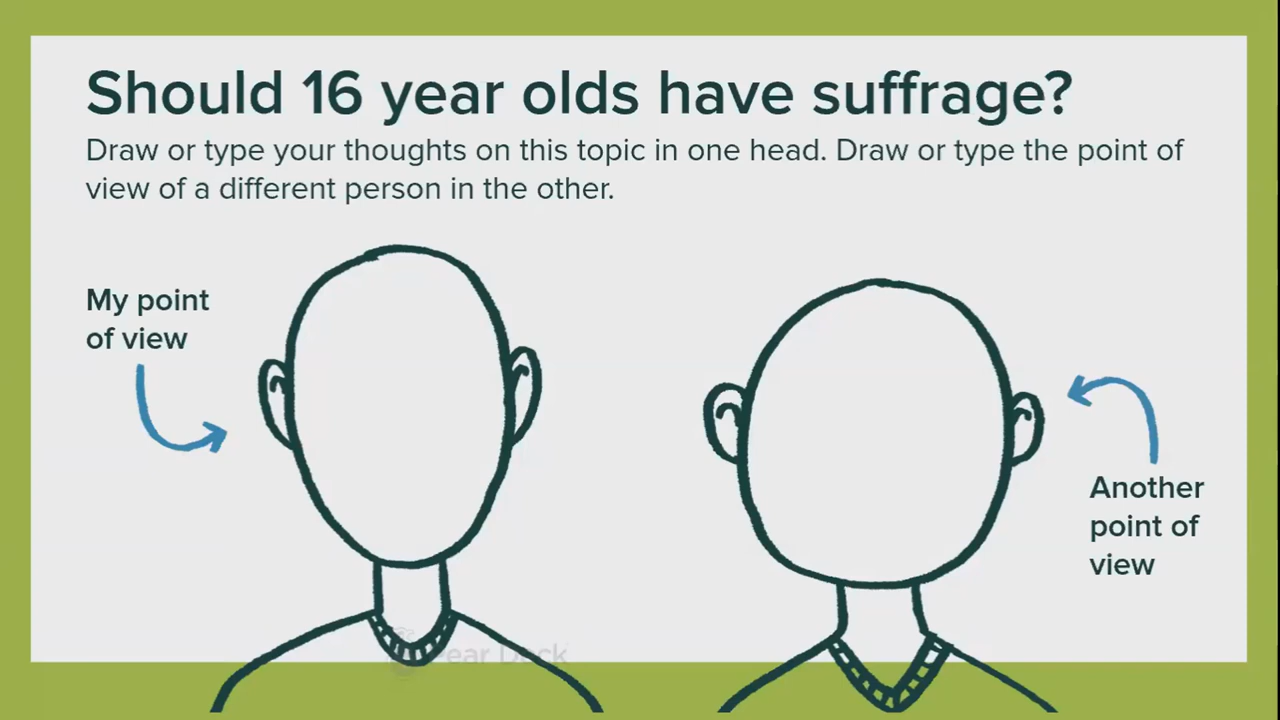 Should 16 year olds have suffrage?
Draw or type your thoughts on this topic in one head. Draw or type the point of
view of a different person in the other.
My point
of view
Another
point of
view
Pear Deck